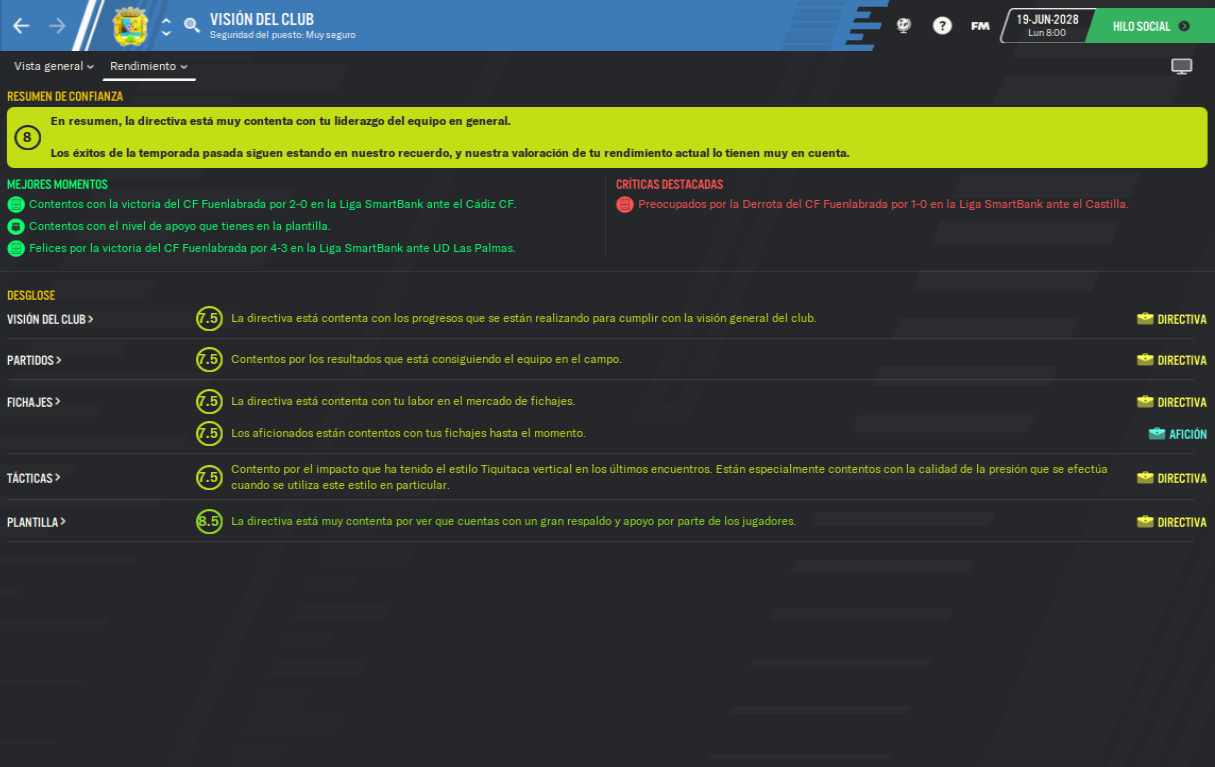 VISIÓN DEL CLUB
Seguridad del puesto: Muy seguro
FM
19-JUN-2028
Lun 8:00
HILO SOCIAL
Vista general
Rendimiento
RESUMEN DE CONFIANZA
8
En resumen, la directiva está muy contenta con tu liderazgo del equipo en general.
Los éxitos de la temporada pasada siguen estando en nuestro recuerdo, y nuestra valoración de tu rendimiento actual lo tienen muy en cuenta.
MEJORES MOMENTOS
Contentos con la victoria del CF Fuenlabrada por 2-0 en la Liga SmartBank ante el Cádiz CF.
Contentos con el nivel de apoyo que tienes en la plantilla.
Felices por la victoria del CF Fuenlabrada por 4-3 en la Liga SmartBank ante UD Las Palmas.
CRÍTICAS DESTACADAS
Preocupados por la Derrota del CF Fuenlabrada por 1-0 en la Liga SmartBank ante el Castilla.
DESGLOSE
VISIÓN DEL CLUB
7.5
La directiva está contenta con los progresos que se están realizando para cumplir con la visión general del club.
DIRECTIVA
PARTIDOS
7.5
Contentos por los resultados que está consiguiendo el equipo en el campo.
DIRECTIVA
FICHAJES
7.5
La directiva está contenta con tu labor en el mercado de fichajes.
DIRECTIVA
7.5
Los aficionados están contentos con tus fichajes hasta el momento.
AFICIÓN
TÁCTICAS
7.5
Contento por el impacto que ha tenido el estilo Tiquitaca vertical en los últimos encuentros. Están especialmente contentos con la calidad de la presión que se efectúa
cuando se utiliza este estilo en particular.
DIRECTIVA
PLANTILLA
8.5
La directiva está muy contenta por ver que cuentas con un gran respaldo y apoyo por parte de los jugadores.
DIRECTIVA